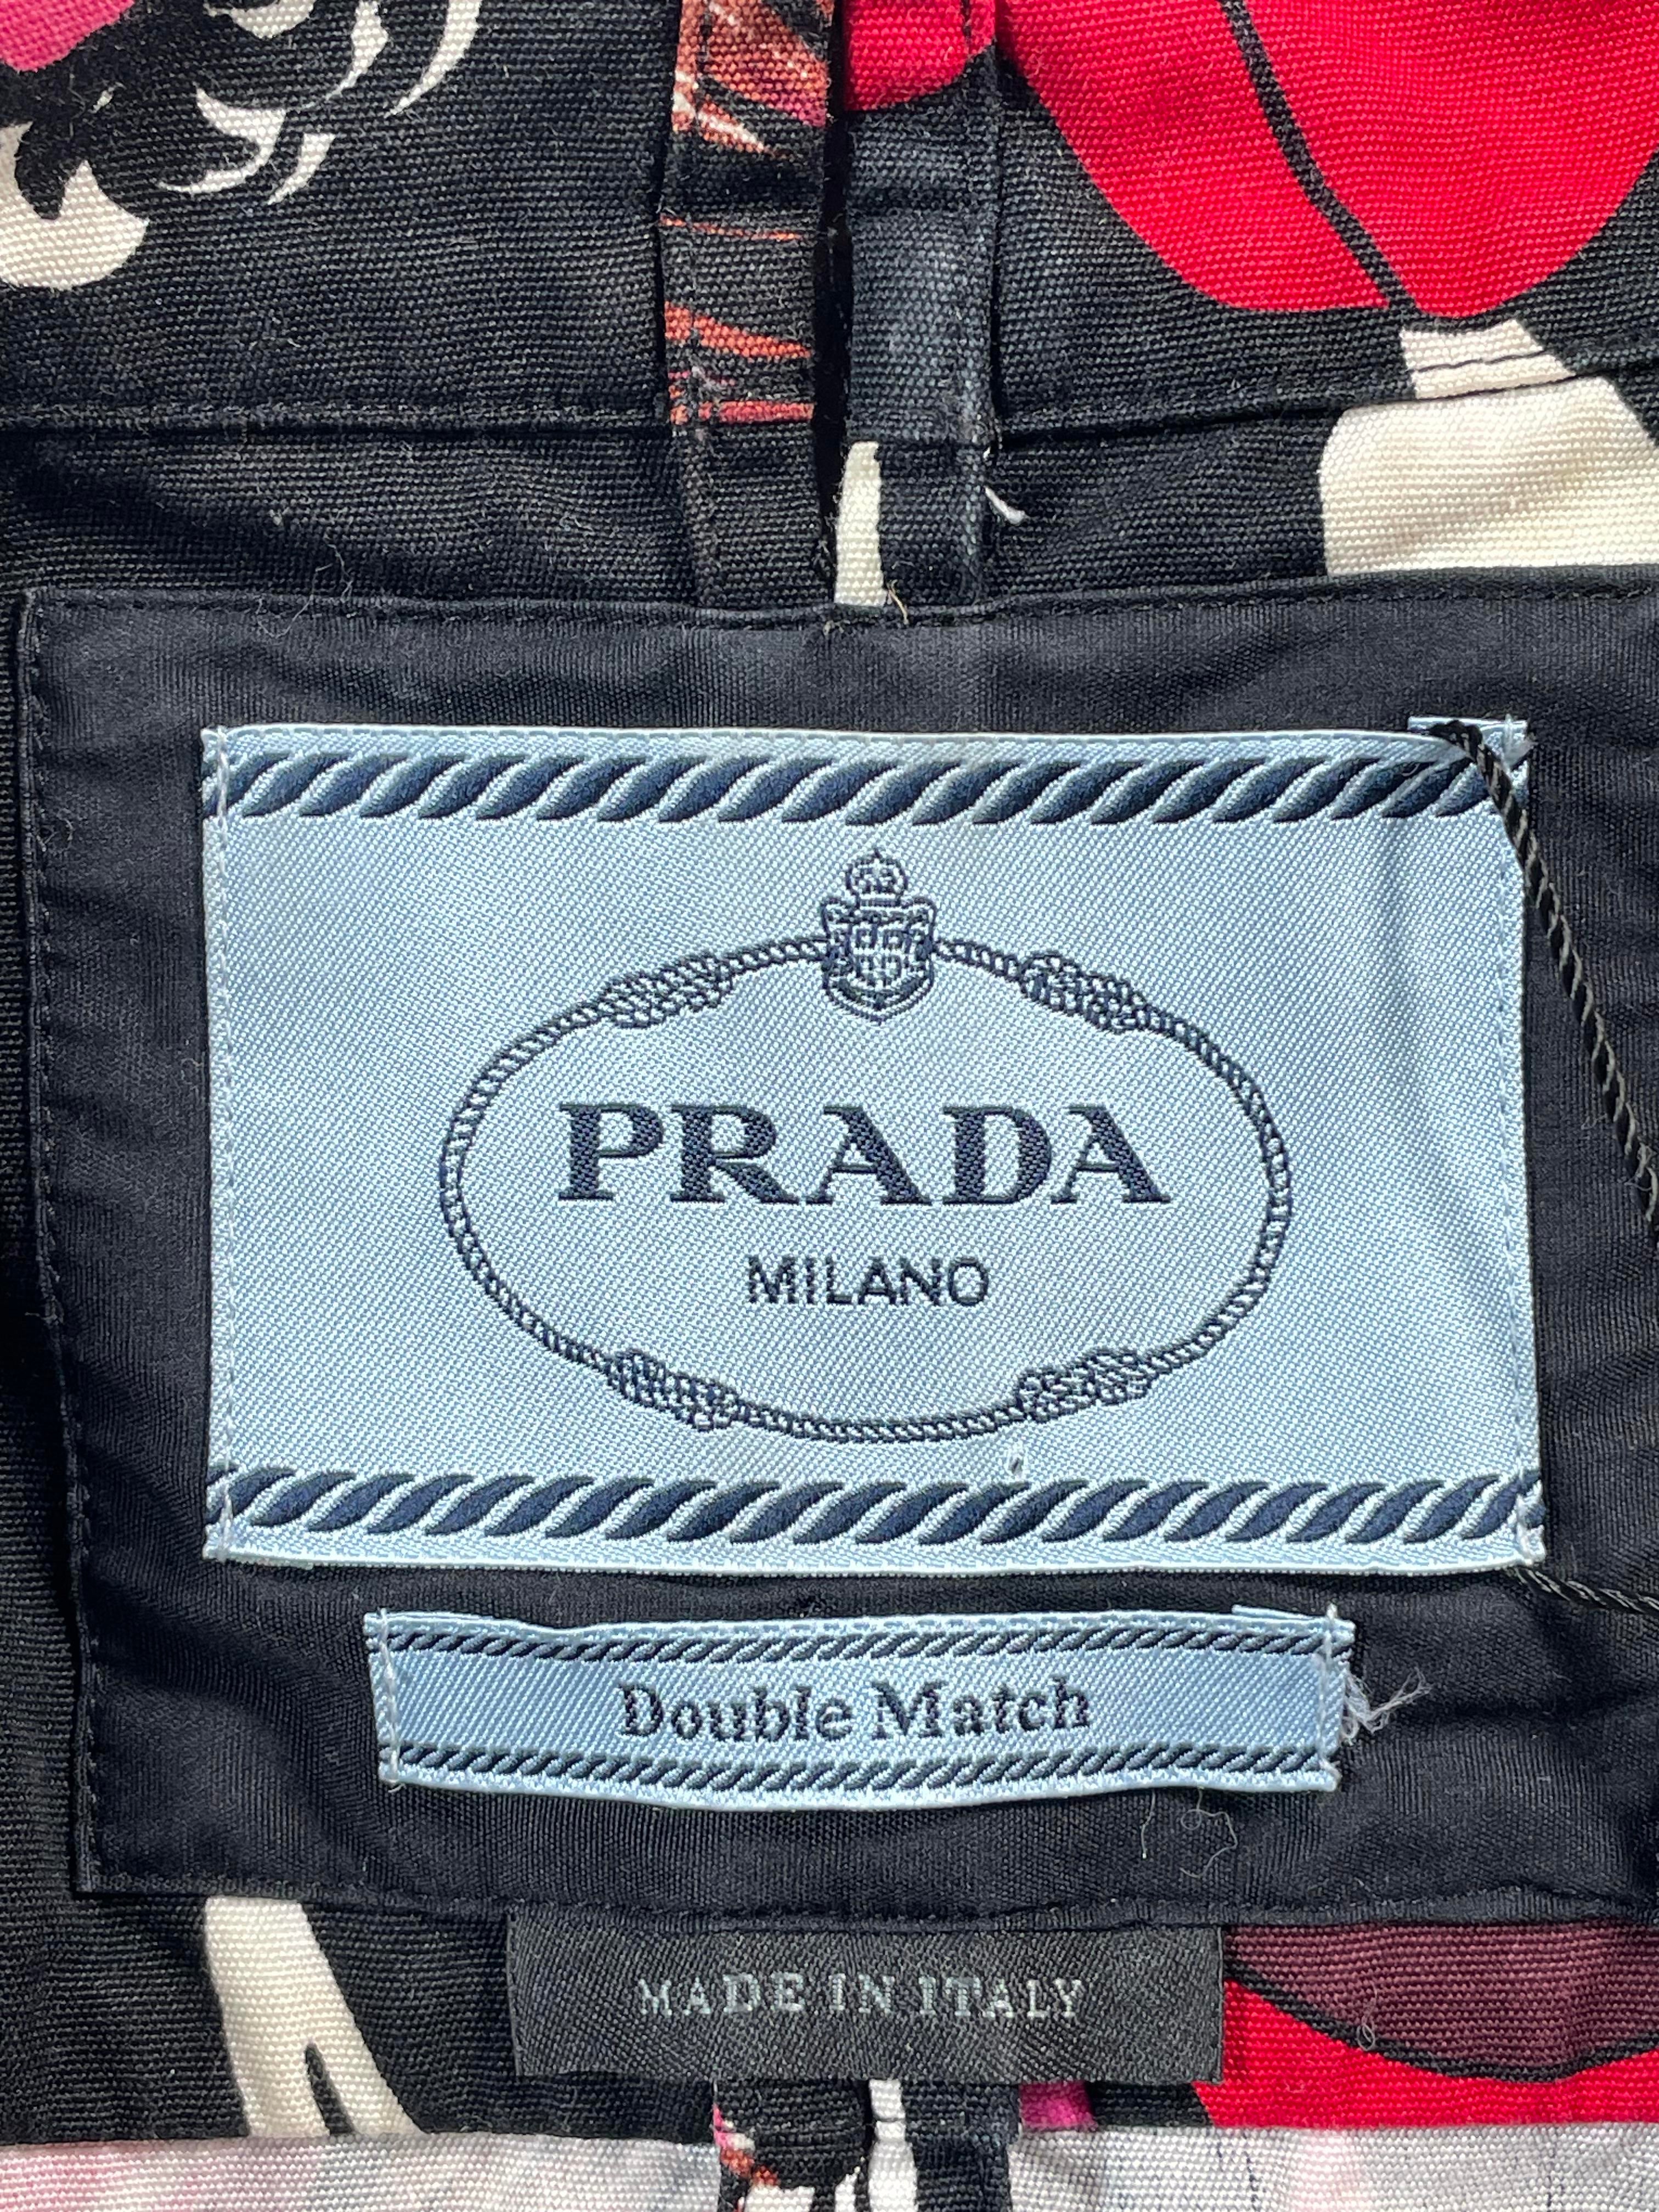 PRADA
MILANO
Double Match
MADE IN ITALY